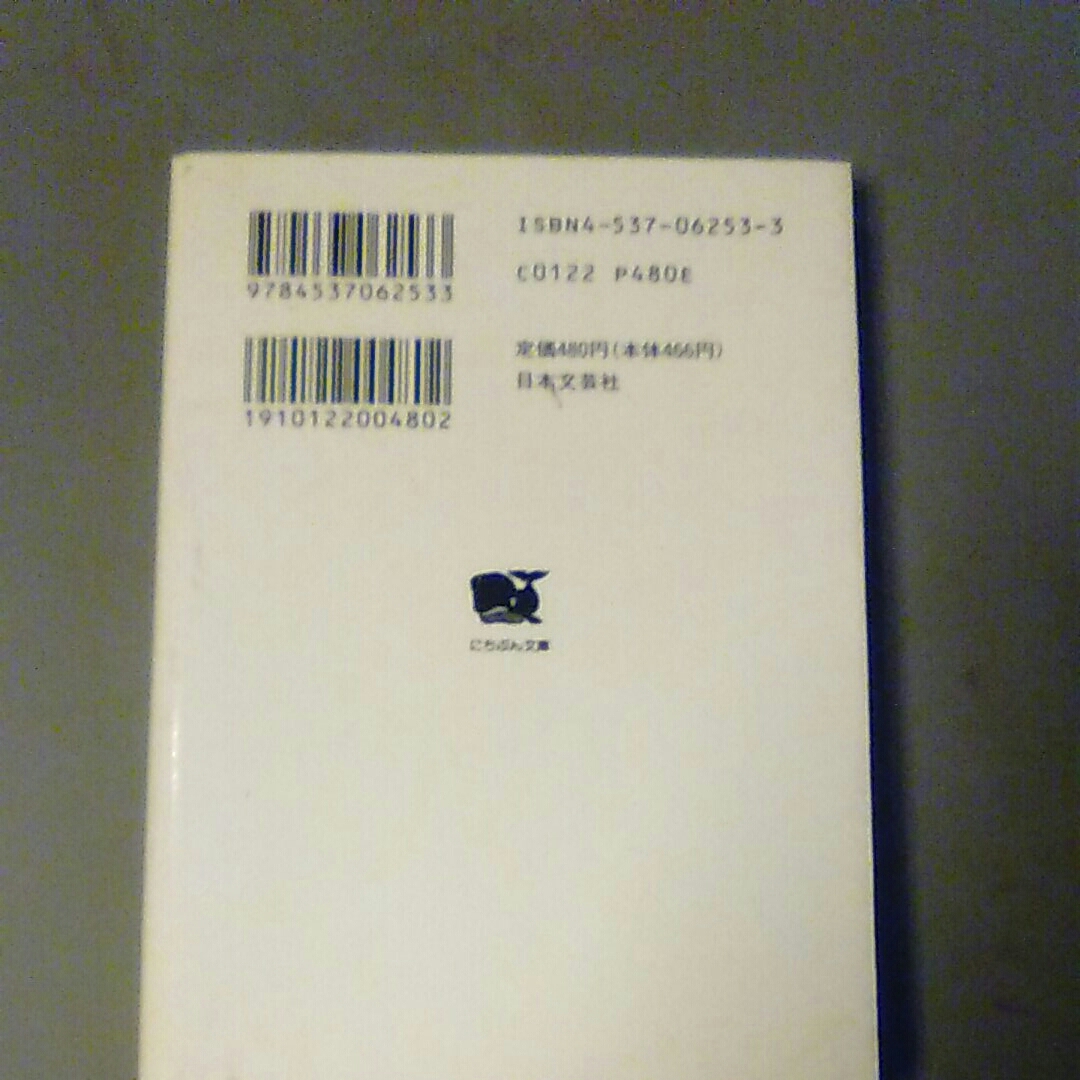 9784537062533
ISBN4-537-06253-3
C0122 P480E
1910122004802
定価480円(本体466円)
日本文芸社
にちぶん文庫